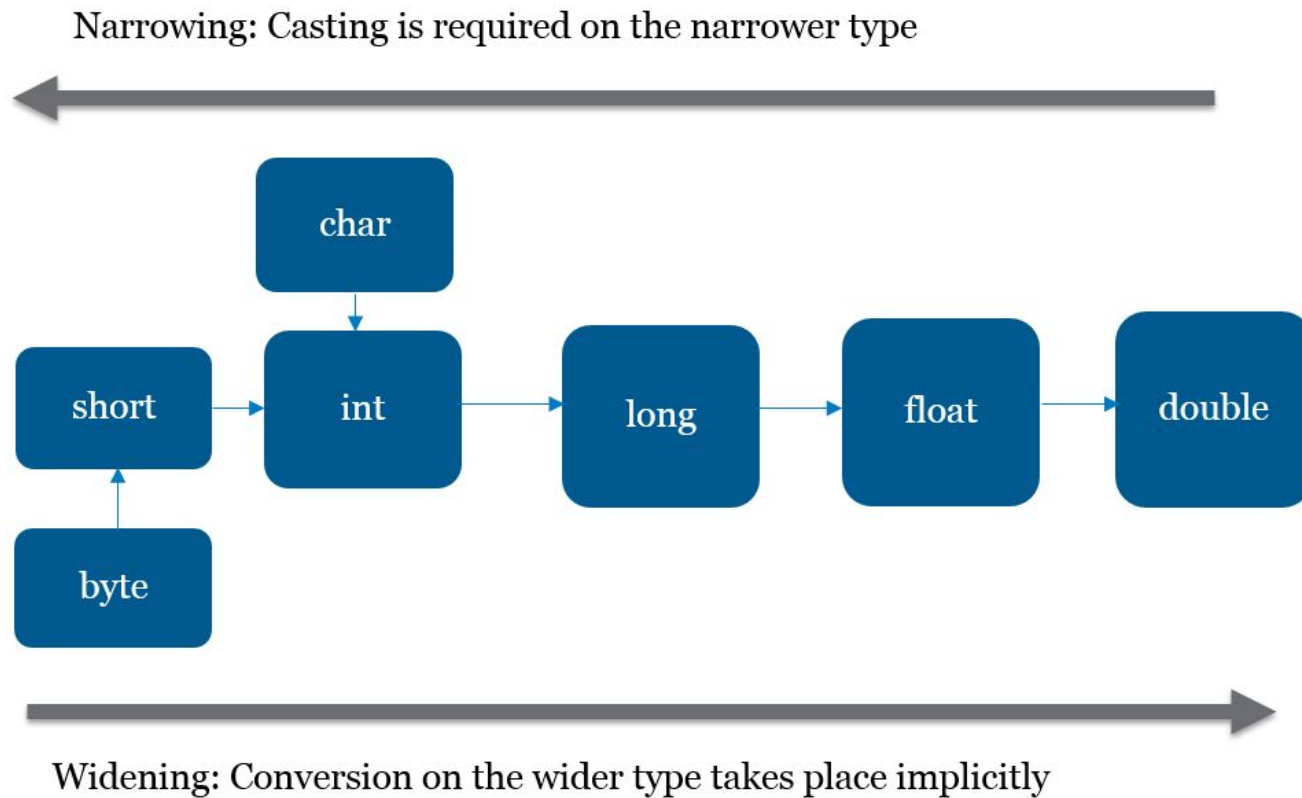 Narrowing: Casting is required on the narrower type
char
short
int
long
float
double
byte
Widening: Conversion on the wider type takes place implicitly